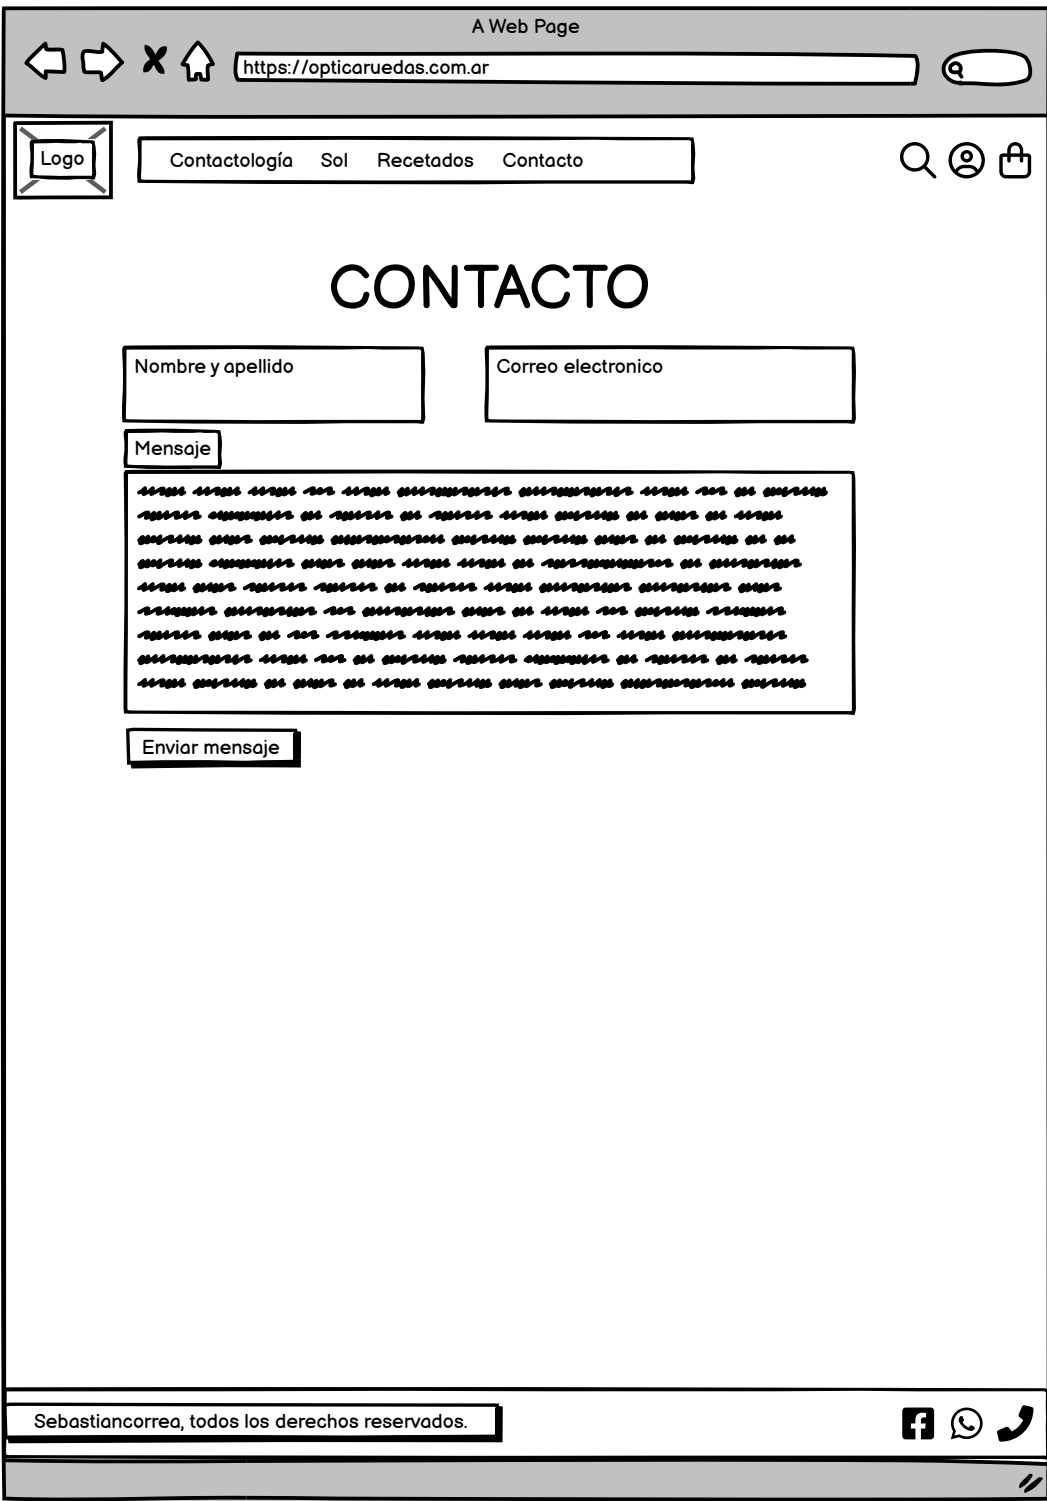 A Web Page
https://opticaruedas.com.ar
Logo
Contactología Sol Recetados Contacto
CONTACTO
Nombre y apellido
Correo electronico
Mensaje
Enviar mensaje
Sebastiancorrea, todos los derechos reservados.